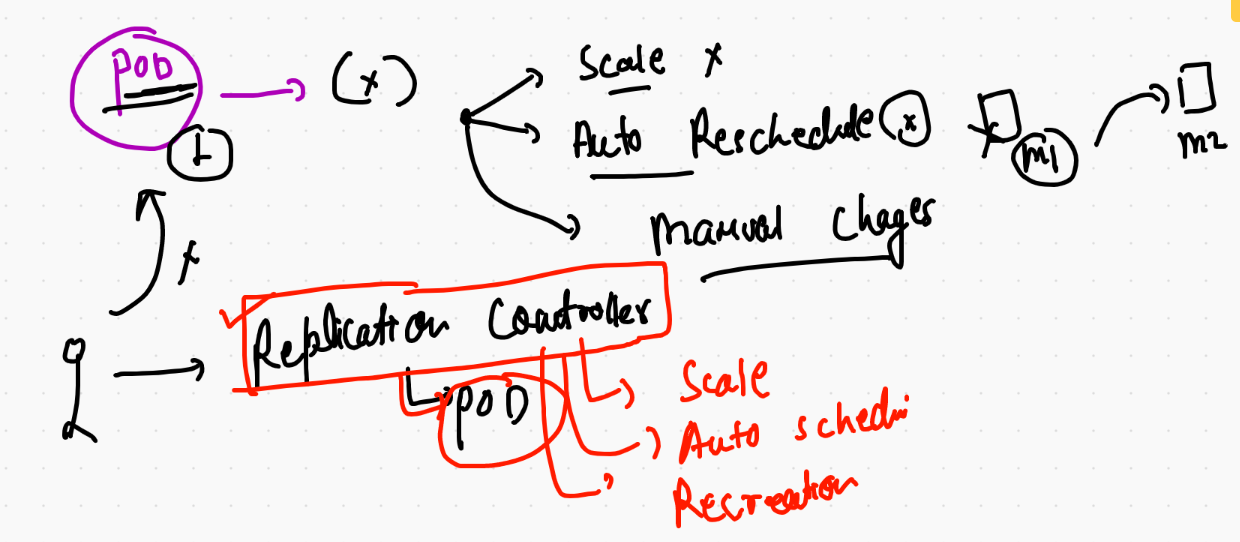 POD
(x)
Scale x
1
Auto Reschedule (x)
m1
m2
Manual Chages
x
Replication Controller
POD
Scale
Auto schedu
Recreation